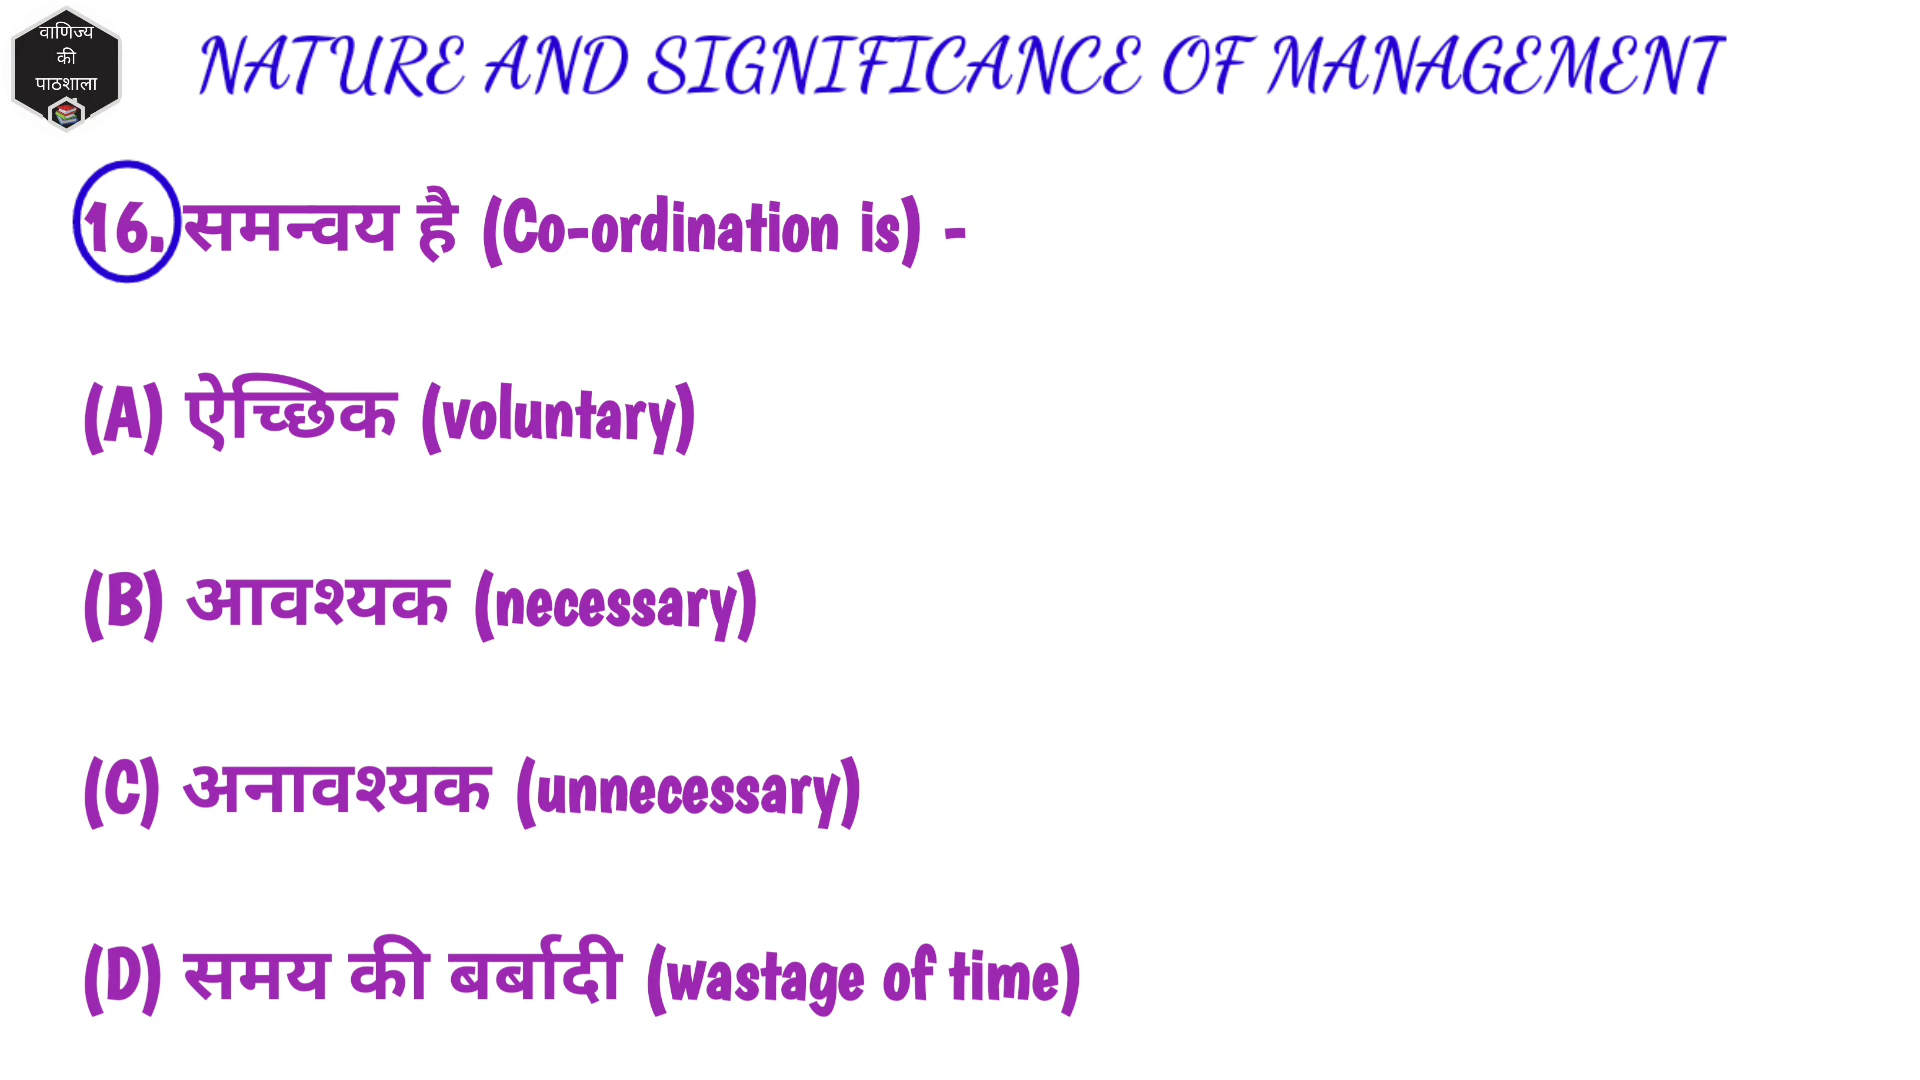 वाणिज्य
की
पाठशाला
NATURE AND SIGNIFICANCE OF MANAGEMENT
16. समन्वय है (Co-ordination is) -
(A) ऐच्छिक (voluntary)
(B) आवश्यक (necessary)
(C) अनावश्यक (unnecessary)
(D) समय की बर्बादी (wastage of time)